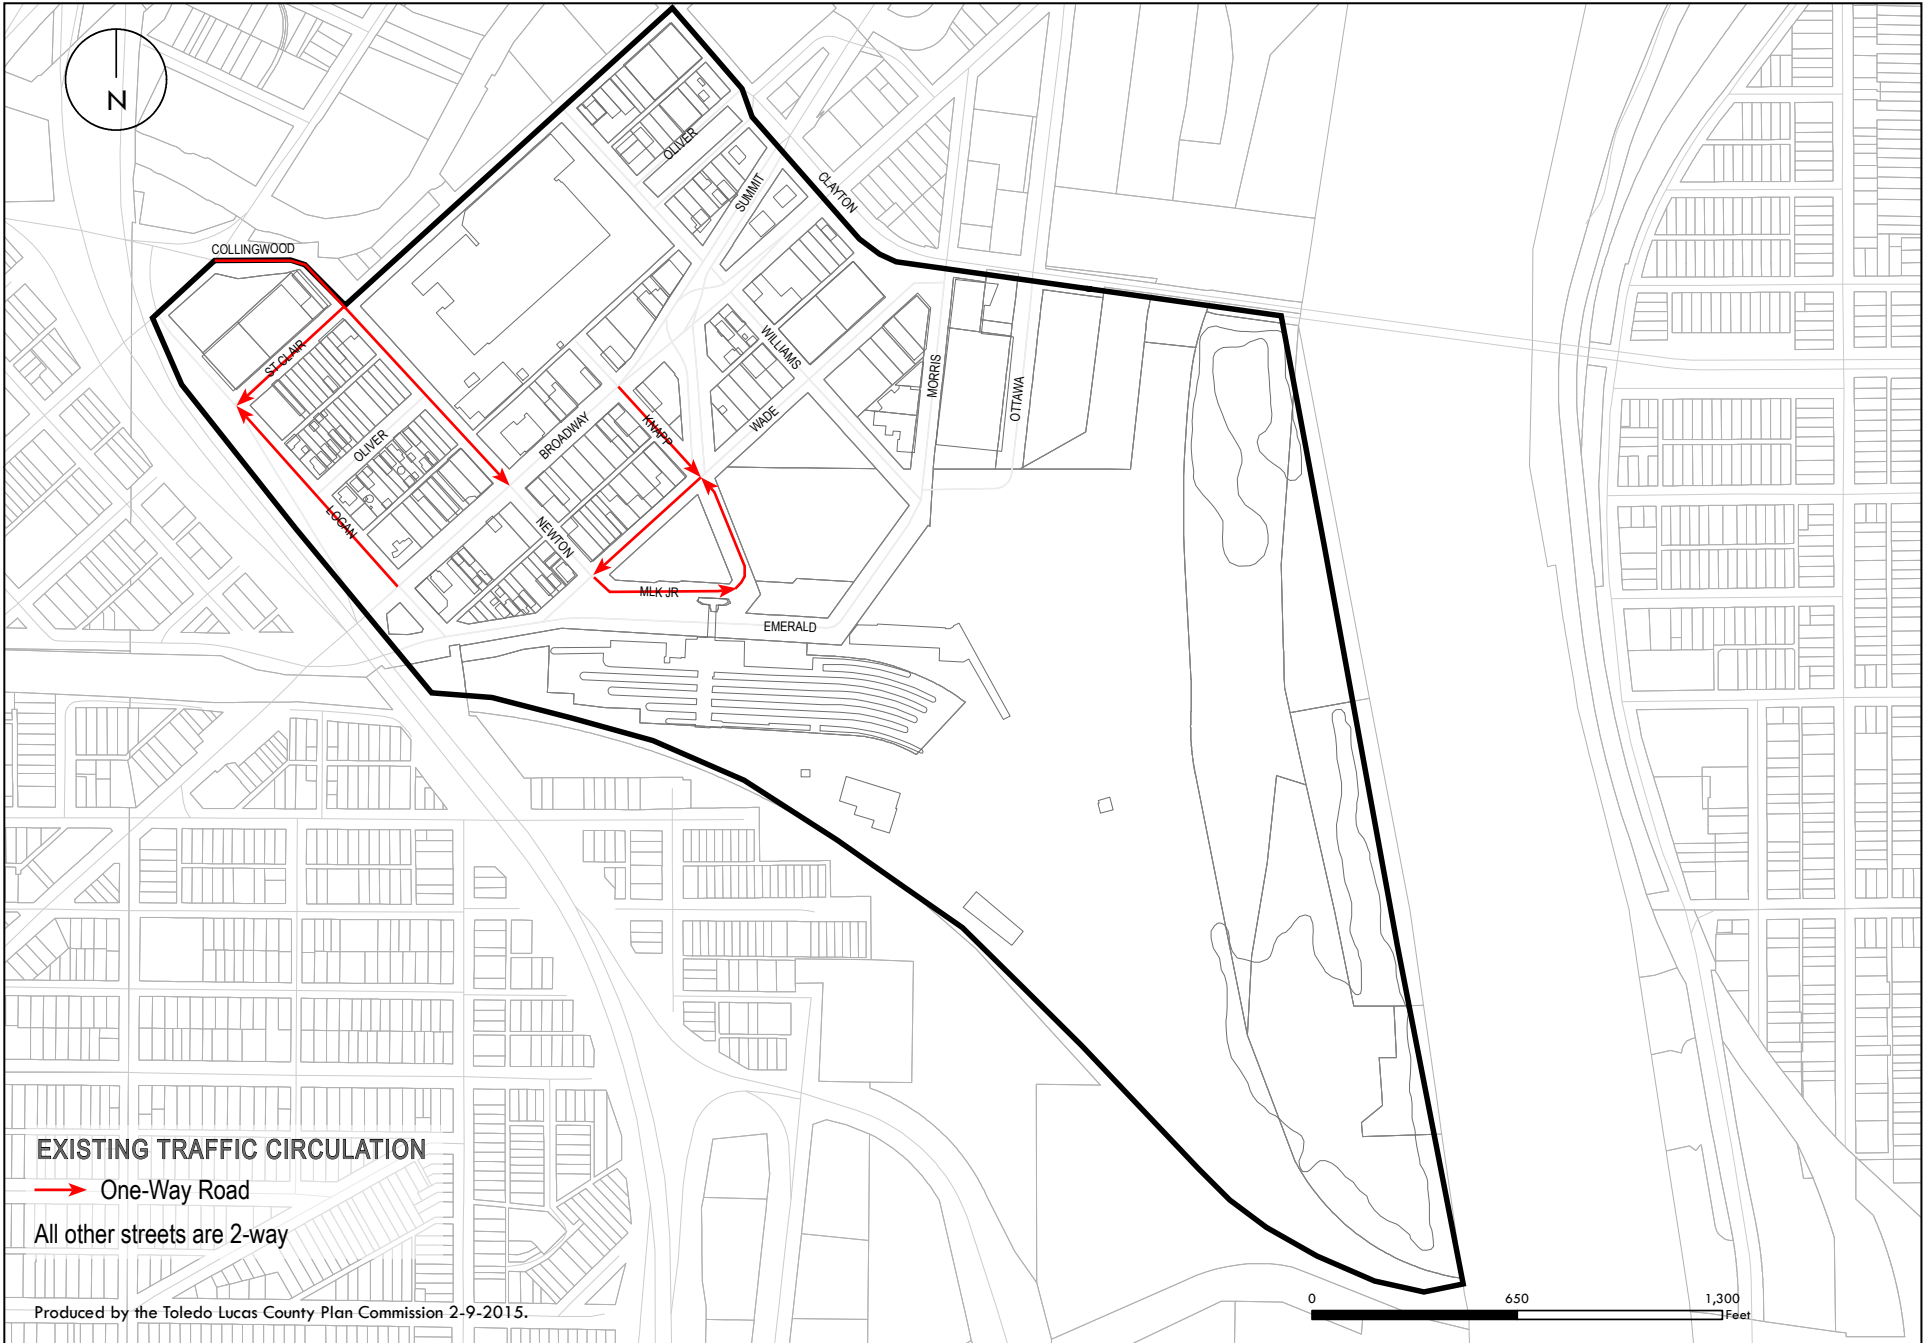 N
OLIVER
SUMMIT
CLAYTON
COLLINGWOOD
ST CLAIR
WILLIAMS
MORRIS
OTTAWA
BROADWAY
KNAPP
WADE
OLIVER
LOGAN
NEWTON
MLK JR
EMERALD
EXISTING TRAFFIC CIRCULATION
One-Way Road
All other streets are 2-way
Produced by the Toledo Lucas County Plan Commission 2-9-2015.
0 650 1,300
Feet